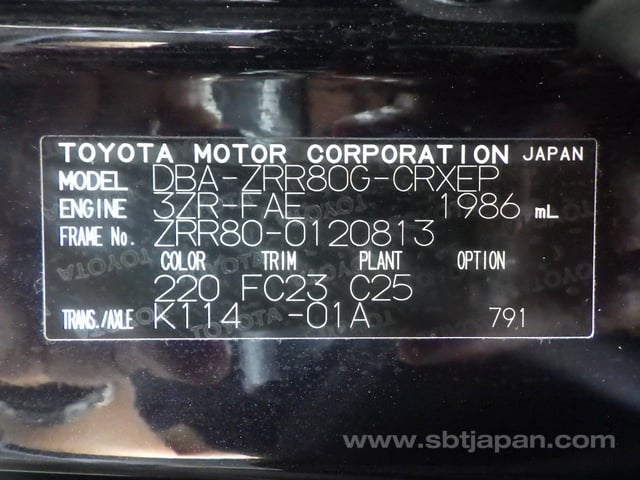 TOYOTA MOTOR CORPORATION JAPAN
MODEL DBA-ZRR80G-CRXEP
ENGINE 3ZR-FAE 1986 mL
FRAME No. ZRR80-0120813
COLOR TRIM PLANT OPTION
220 FC23 C25
TRANS./AXLE K114 -01A 791
www.sbtjapan.com